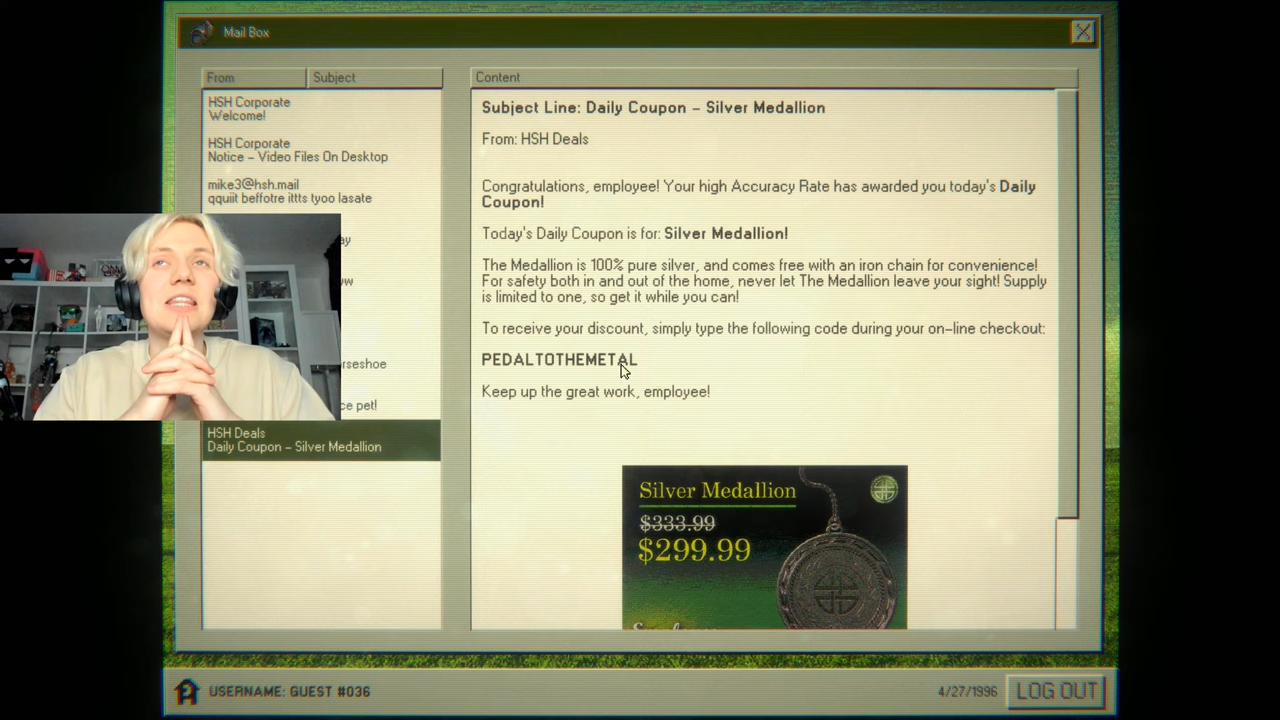 Mail Box
From Subject Content
HSH Corporate
Welcome!
HSH Corporate
Notice – Video Files On Desktop
mike3@hsh.mail
qquiit beffotre ittts tyoo lasate
HSH Deals
Daily Coupon – Silver Medallion
Subject Line: Daily Coupon – Silver Medallion
From: HSH Deals
Congratulations, employee! Your high Accuracy Rate has awarded you today's Daily
Coupon!
Today's Daily Coupon is for: Silver Medallion!
The Medallion is 100% pure silver, and comes free with an iron chain for convenience!
For safety both in and out of the home, never let The Medallion leave your sight! Supply
is limited to one, so get it while you can!
To receive your discount, simply type the following code during your on-line checkout:
PEDALTOTHEMETAL
Keep up the great work, employee!
Silver Medallion
$333.99
$299.99
USERNAME: GUEST #036
4/27/1996
LOG OUT